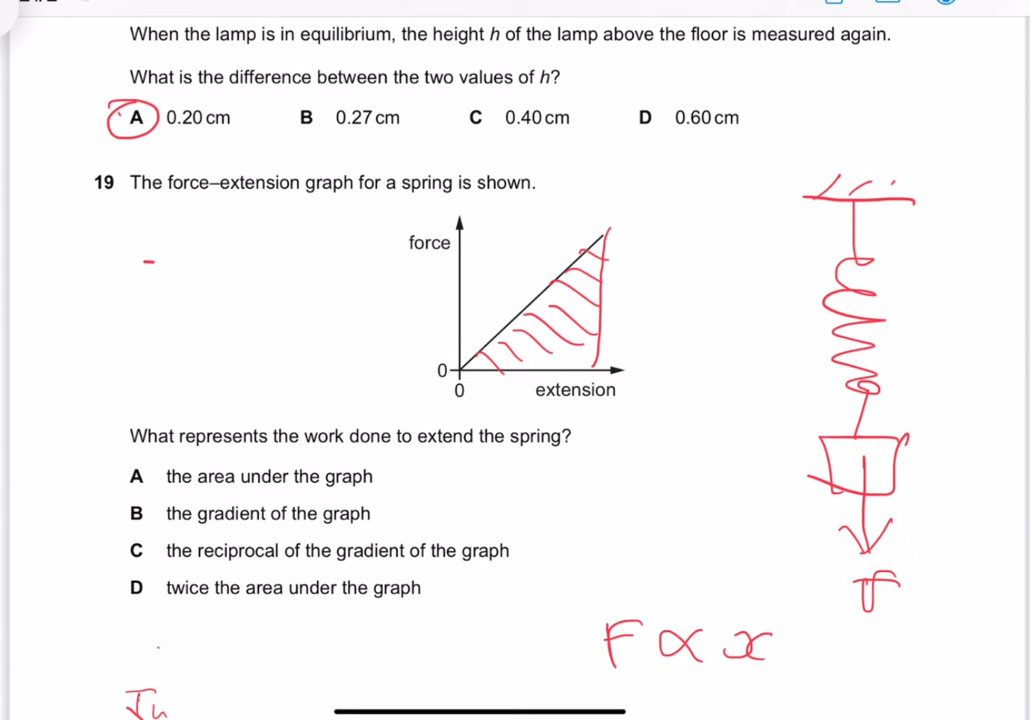 When the lamp is in equilibrium, the height h of the lamp above the floor is measured again.
What is the difference between the two values of h?
A 0.20 cm B 0.27 cm C 0.40 cm D 0.60 cm
19 The force–extension graph for a spring is shown.
force
0
0 extension
What represents the work done to extend the spring?
A the area under the graph
B the gradient of the graph
C the reciprocal of the gradient of the graph
D twice the area under the graph
F ∝ x